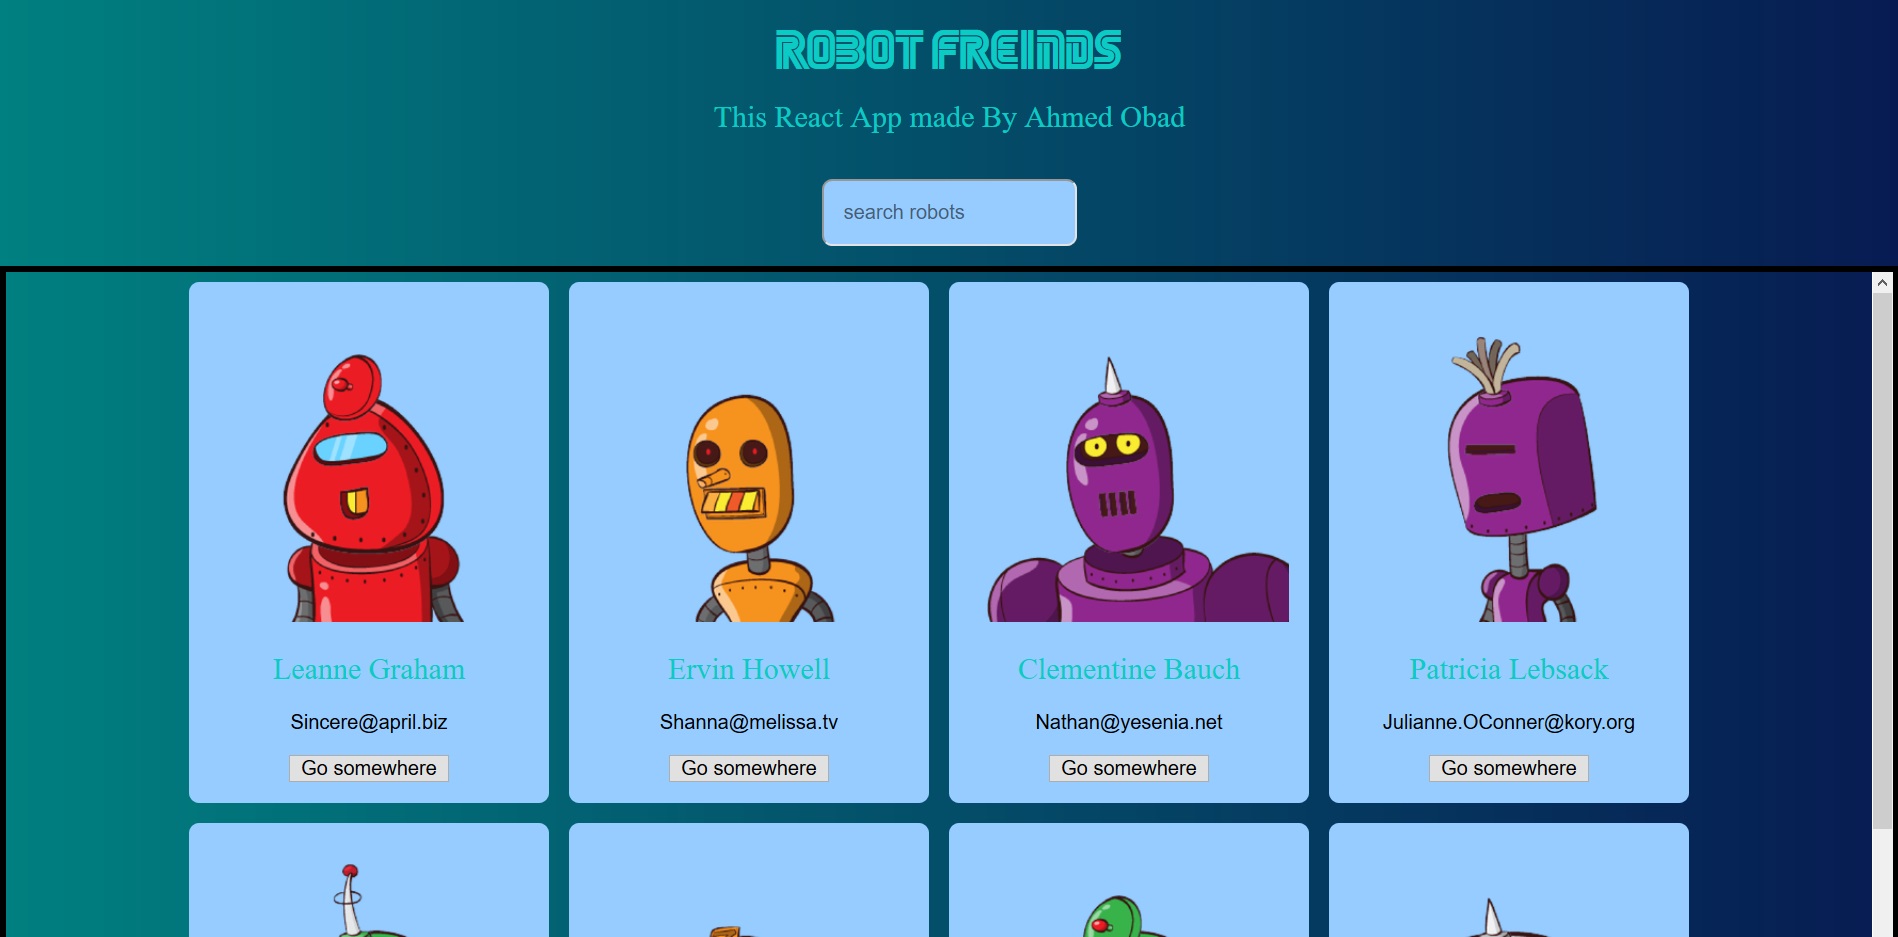 ROBOT FREINDS
This React App made By Ahmed Obad
search robots
Leanne Graham
Sincere@april.biz
Go somewhere
Ervin Howell
Shanna@melissa.tv
Go somewhere
Clementine Bauch
Nathan@yesenia.net
Go somewhere
Patricia Lebsack
Julianne.OConner@kory.org
Go somewhere